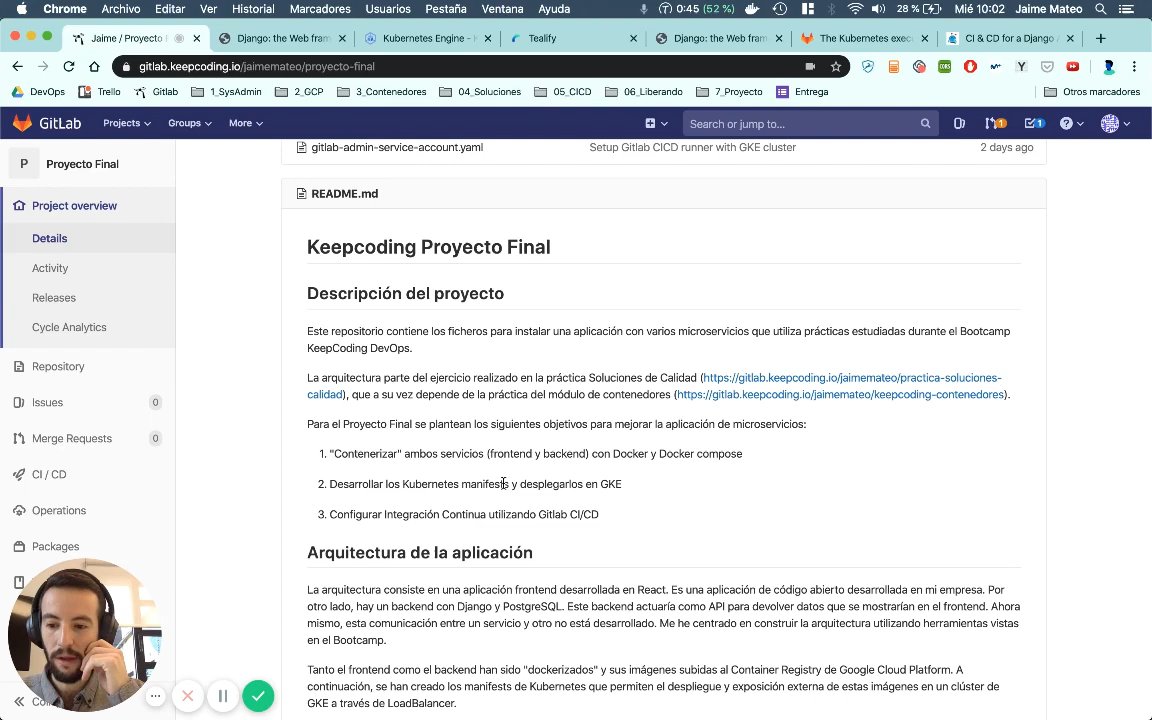 Chrome Archivo Editar Ver Historial Marcadores Usuarios Pestaña Ventana Ayuda 0:45 (52 %) 28 % Mié 10:02 Jaime Mateo
Jaime / Proyecto F Django: the Web fram Kubernetes Engine - K Tealify Django: the Web fram The Kubernetes exec CI & CD for a Django A
gitlab.keepcoding.io/jaimemateo/proyecto-final
DevOps Trello Gitlab 1_SysAdmin 2_GCP 3_Contenedores 04_Soluciones 05_CICD 06_Liberando 7_Proyecto Entrega Otros marcadores
GitLab Projects Groups More Search or jump to... 1 1
P Proyecto Final
Project overview
Details
Activity
Releases
Cycle Analytics
Repository
Issues 0
Merge Requests 0
CI / CD
Operations
Packages
gitlab-admin-service-account.yaml Setup Gitlab CICD runner with GKE cluster 2 days ago
README.md
Keepcoding Proyecto Final
Descripción del proyecto
Este repositorio contiene los ficheros para instalar una aplicación con varios microservicios que utiliza prácticas estudiadas durante el Bootcamp
KeepCoding DevOps.
La arquitectura parte del ejercicio realizado en la práctica Soluciones de Calidad (https://gitlab.keepcoding.io/jaimemateo/practica-soluciones-
calidad), que a su vez depende de la práctica del módulo de contenedores (https://gitlab.keepcoding.io/jaimemateo/keepcoding-contenedores).
Para el Proyecto Final se plantean los siguientes objetivos para mejorar la aplicación de microservicios:
1. "Contenerizar" ambos servicios (frontend y backend) con Docker y Docker compose
2. Desarrollar los Kubernetes manifests y desplegarlos en GKE
3. Configurar Integración Continua utilizando Gitlab CI/CD
Arquitectura de la aplicación
La arquitectura consiste en una aplicación frontend desarrollada en React. Es una aplicación de código abierto desarrollada en mi empresa. Por
otro lado, hay un backend con Django y PostgreSQL. Este backend actuaría como API para devolver datos que se mostrarían en el frontend. Ahora
mismo, esta comunicación entre un servicio y otro no está desarrollado. Me he centrado en construir la arquitectura utilizando herramientas vistas
en el Bootcamp.
Tanto el frontend como el backend han sido "dockerizados" y sus imágenes subidas al Container Registry de Google Cloud Platform. A
continuación, se han creado los manifests de Kubernetes que permiten el despliegue y exposición externa de estas imágenes en un clúster de
GKE a través de LoadBalancer.